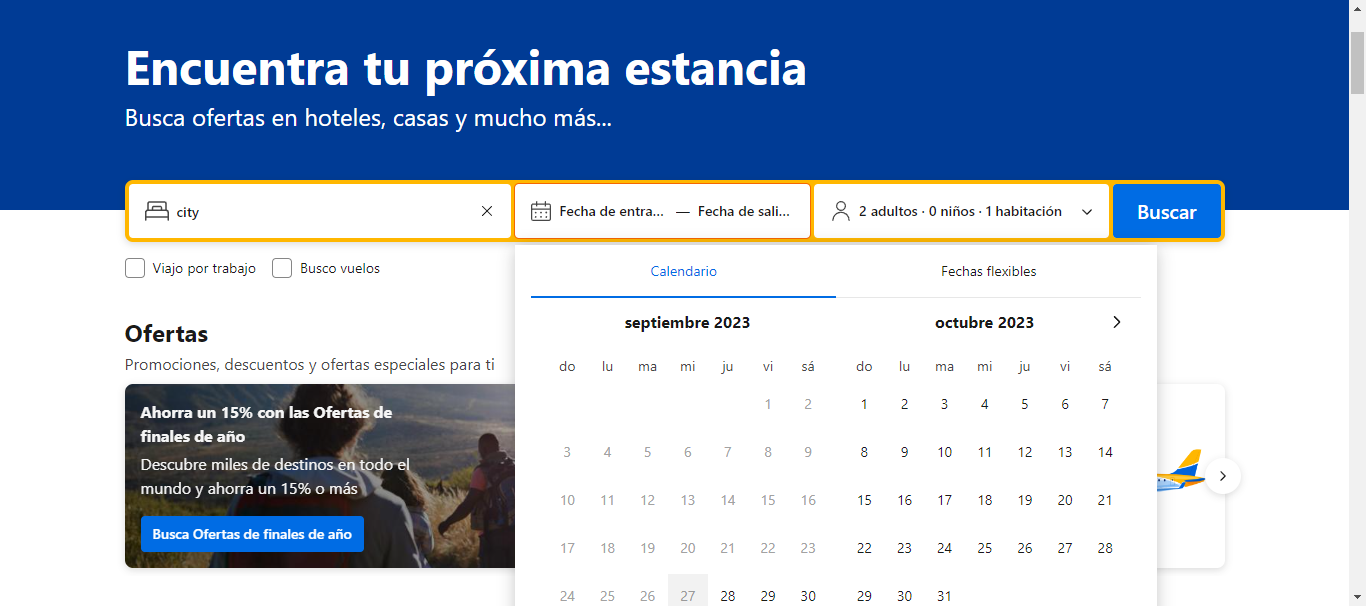 Encuentra tu próxima estancia
Busca ofertas en hoteles, casas y mucho más...
city
Fecha de entra... — Fecha de sali...
2 adultos · 0 niños · 1 habitación
Buscar
Viajo por trabajo
Busco vuelos
Calendario
Fechas flexibles
septiembre 2023
do lu ma mi ju vi sá
1 2
3 4 5 6 7 8 9
10 11 12 13 14 15 16
17 18 19 20 21 22 23
24 25 26 27 28 29 30
octubre 2023
do lu ma mi ju vi sá
1 2 3 4 5 6 7
8 9 10 11 12 13 14
15 16 17 18 19 20 21
22 23 24 25 26 27 28
29 30 31
Ofertas
Promociones, descuentos y ofertas especiales para ti
Ahorra un 15% con las Ofertas de
finales de año
Descubre miles de destinos en todo el
mundo y ahorra un 15% o más
Busca Ofertas de finales de año